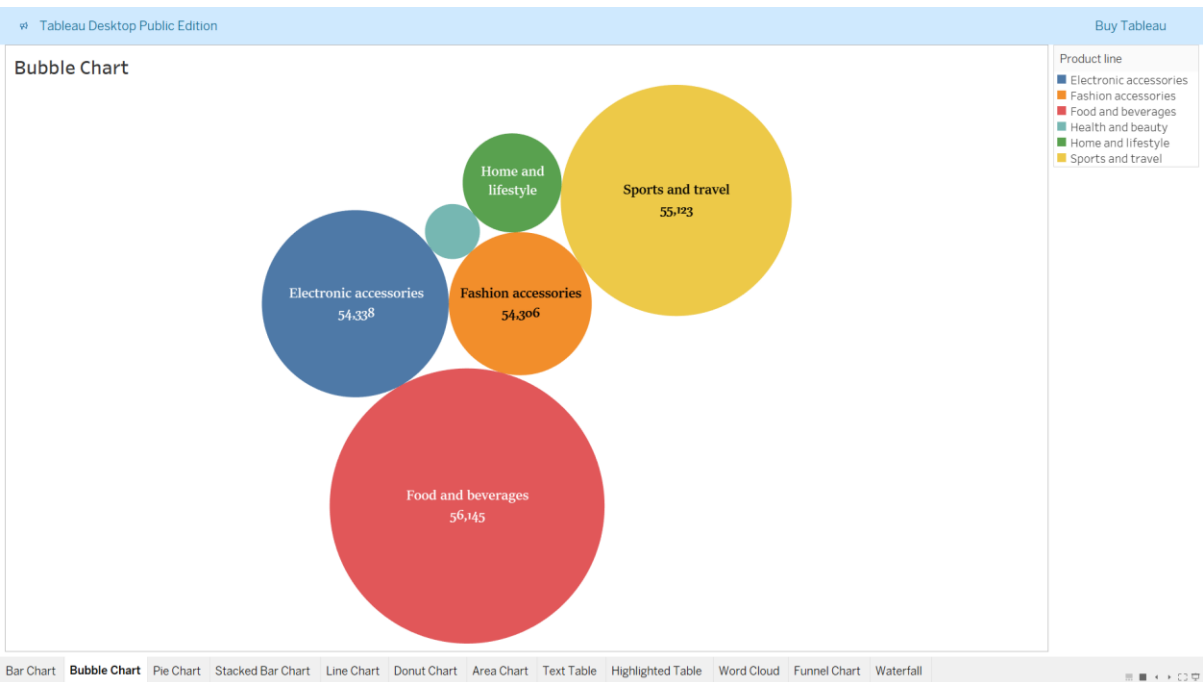 Tableau Desktop Public Edition
Buy Tableau
Bubble Chart
Product line
Electronic accessories
Fashion accessories
Food and beverages
Health and beauty
Home and lifestyle
Sports and travel
Home and
lifestyle
Sports and travel
55,123
Electronic accessories
54,338
Fashion accessories
54,306
Food and beverages
56,145
Bar Chart Bubble Chart Pie Chart Stacked Bar Chart Line Chart Donut Chart Area Chart Text Table Highlighted Table Word Cloud Funnel Chart Waterfall